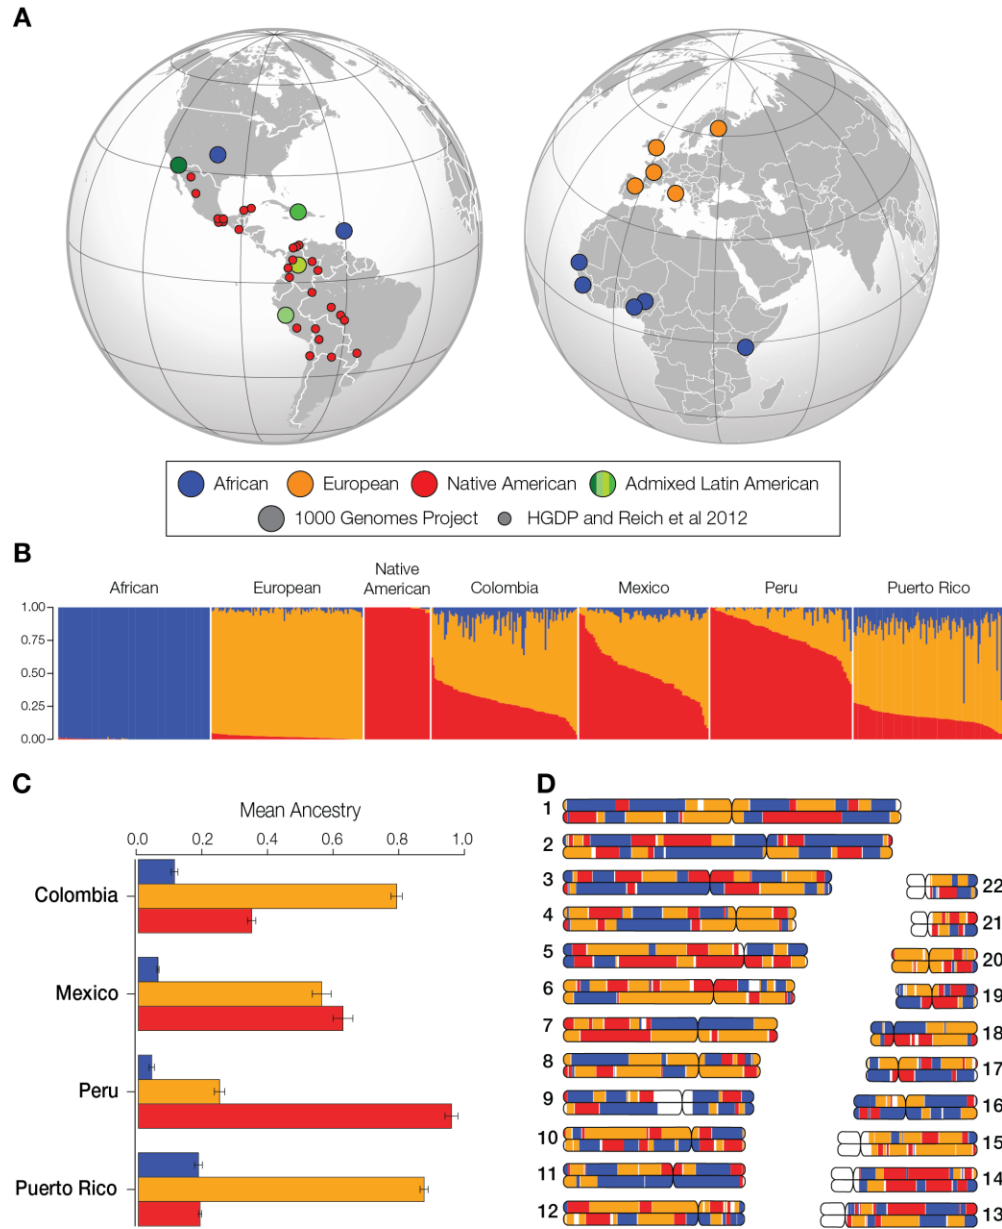 A
African European Native American Admixed Latin American
1000 Genomes Project HGDP and Reich et al 2012
B
African European Native American Colombia Mexico Peru Puerto Rico
1.00
0.75
0.50
0.25
0.00
C
Mean Ancestry
0.0 0.2 0.4 0.6 0.8 1.0
Colombia
Mexico
Peru
Puerto Rico
D
1
2
3
4
5
6
7
8
9
10
11
12
22
21
20
19
18
17
16
15
14
13